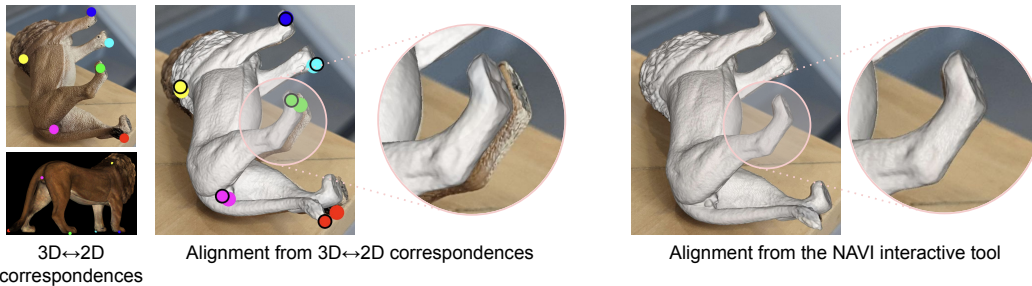 3D↔2D
correspondences
Alignment from 3D↔2D correspondences
Alignment from the NAVI interactive tool